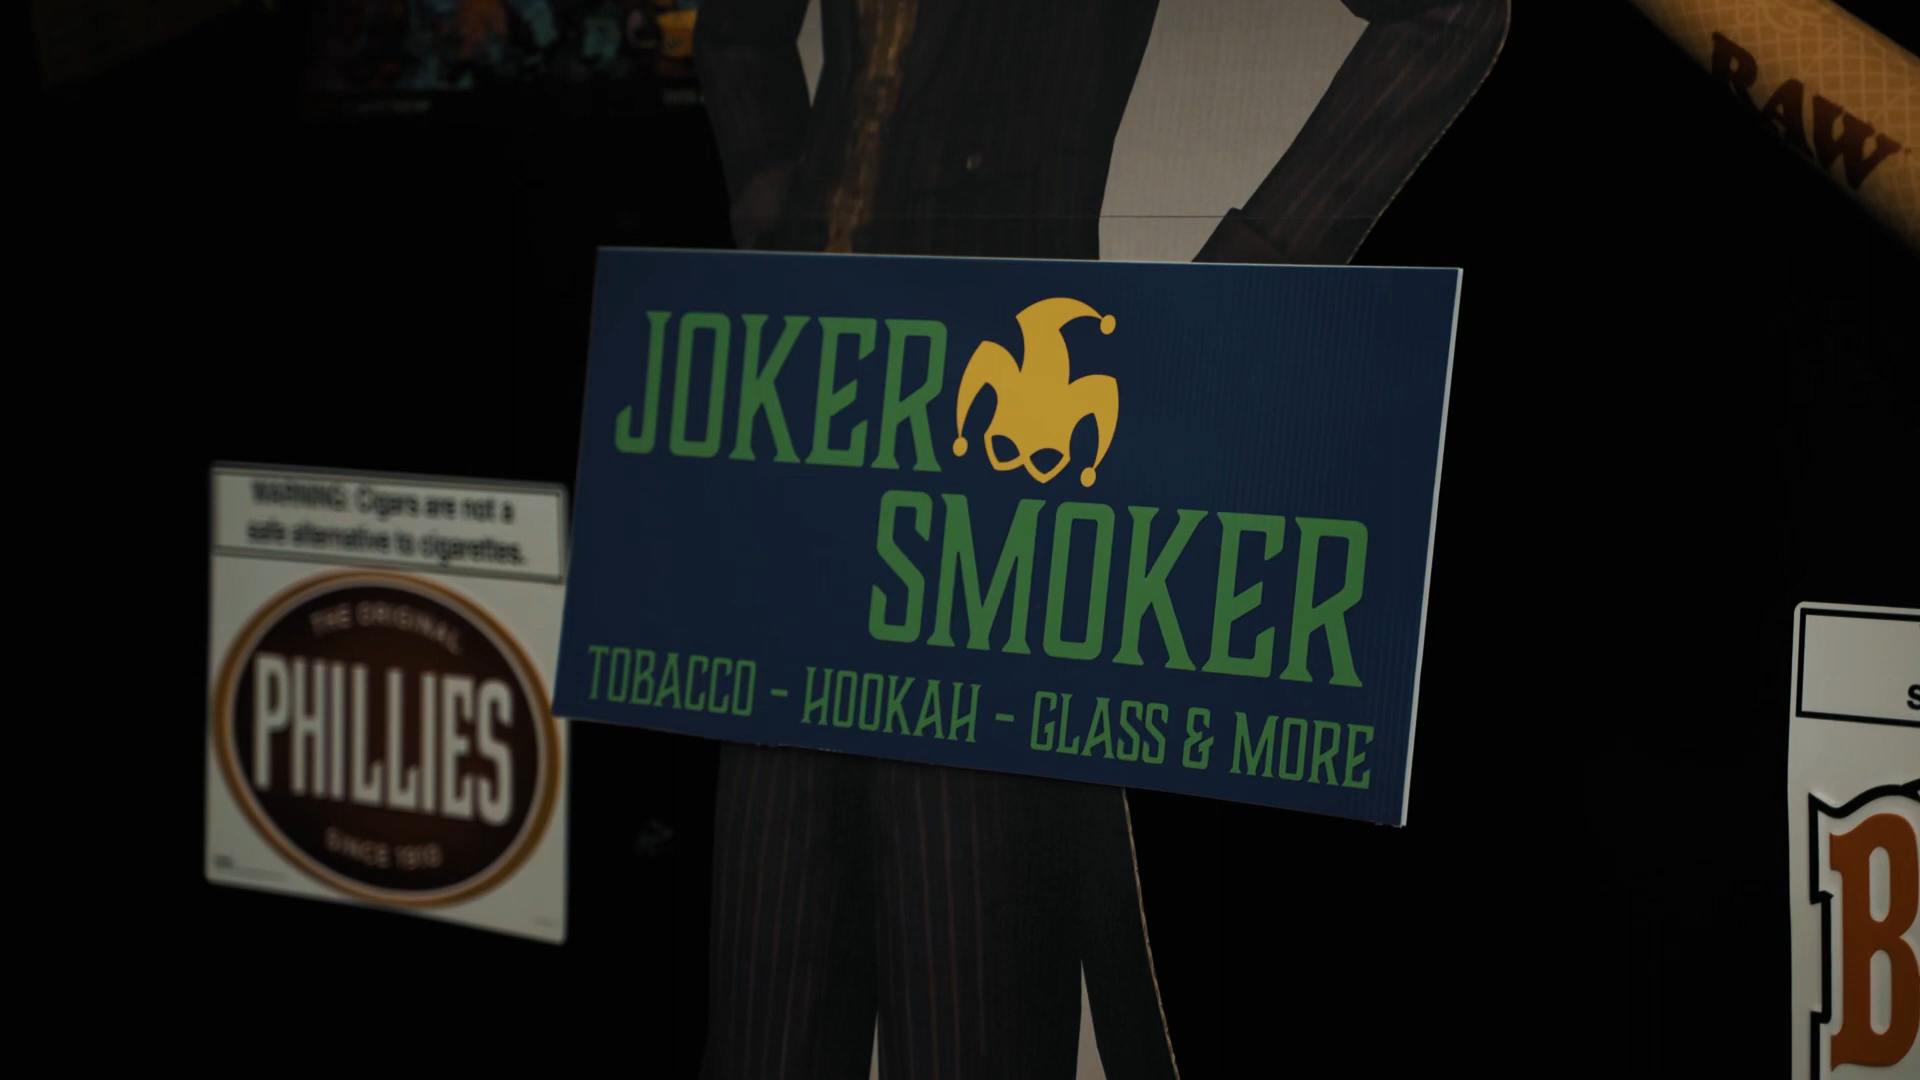 RAW
JOKER
SMOKER
TOBACCO - HOOKAH - GLASS & MORE
WARNING: Cigars are not a
safe alternative to cigarettes.
THE ORIGINAL
PHILLIES
SINCE 1910
S
B